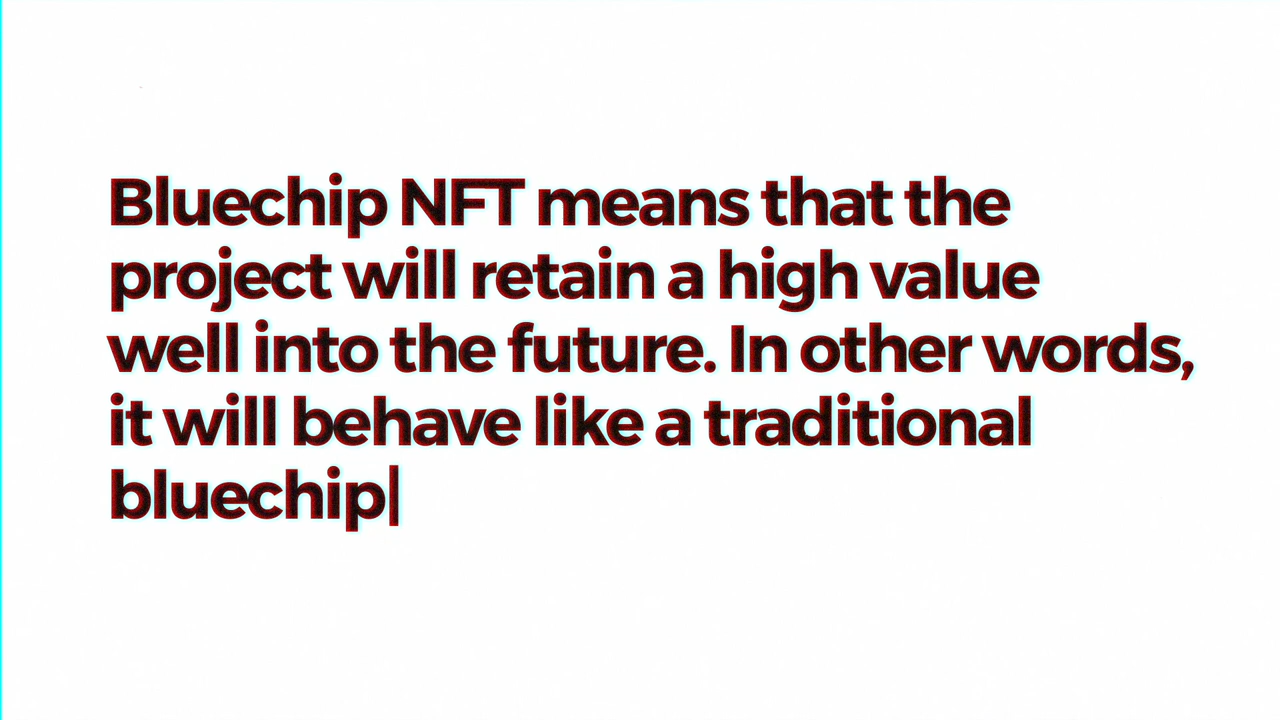 Bluechip NFT means that the
project will retain a high value
well into the future. In other words,
it will behave like a traditional
bluechip|